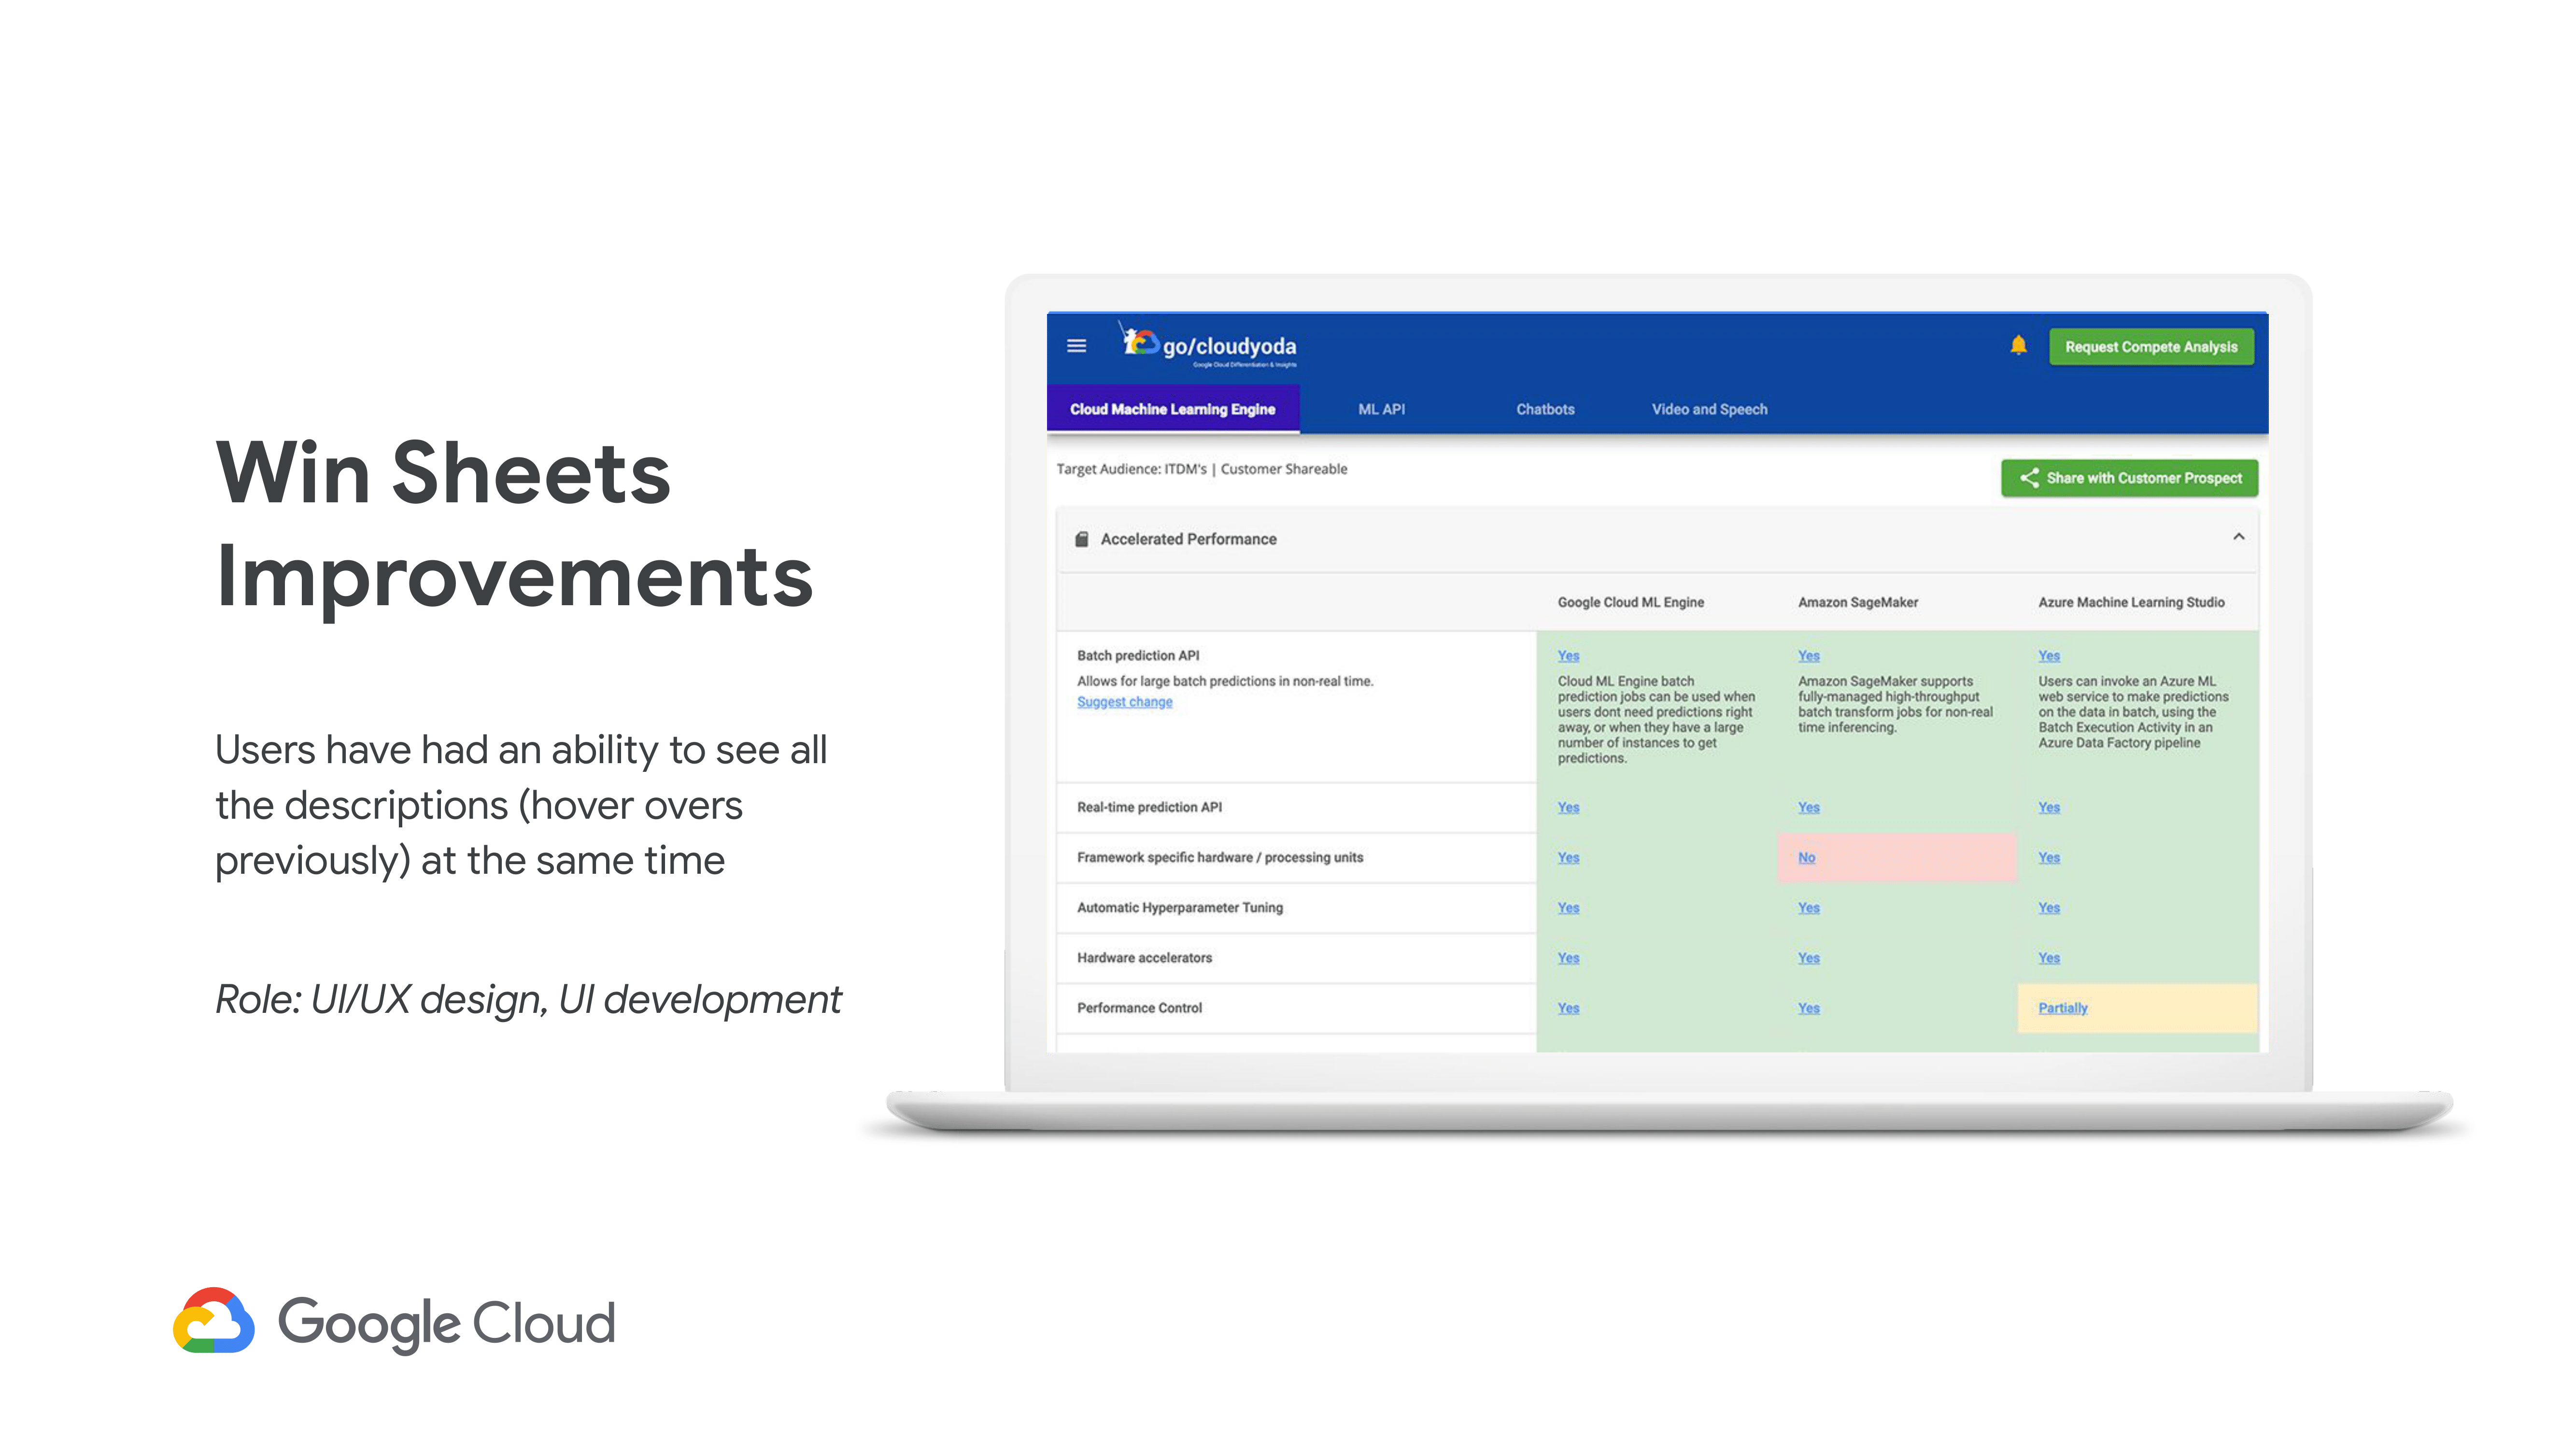 Win Sheets
Improvements
Users have had an ability to see all
the descriptions (hover overs
previously) at the same time
Role: UI/UX design, UI development
Google Cloud
go/cloudyoda
Google Cloud Differentiation & Insights
Request Compete Analysis
Cloud Machine Learning Engine
ML API
Chatbots
Video and Speech
Target Audience: ITDM's | Customer Shareable
Share with Customer Prospect
Accelerated Performance
Google Cloud ML Engine
Amazon SageMaker
Azure Machine Learning Studio
Batch prediction API
Allows for large batch predictions in non-real time.
Suggest change
Yes
Cloud ML Engine batch
prediction jobs can be used when
users dont need predictions right
away, or when they have a large
number of instances to get
predictions.
Yes
Amazon SageMaker supports
fully-managed high-throughput
batch transform jobs for non-real
time inferencing.
Yes
Users can invoke an Azure ML
web service to make predictions
on the data in batch, using the
Batch Execution Activity in an
Azure Data Factory pipeline
Real-time prediction API
Yes
Yes
Yes
Framework specific hardware / processing units
Yes
No
Yes
Automatic Hyperparameter Tuning
Yes
Yes
Yes
Hardware accelerators
Yes
Yes
Yes
Performance Control
Yes
Yes
Partially